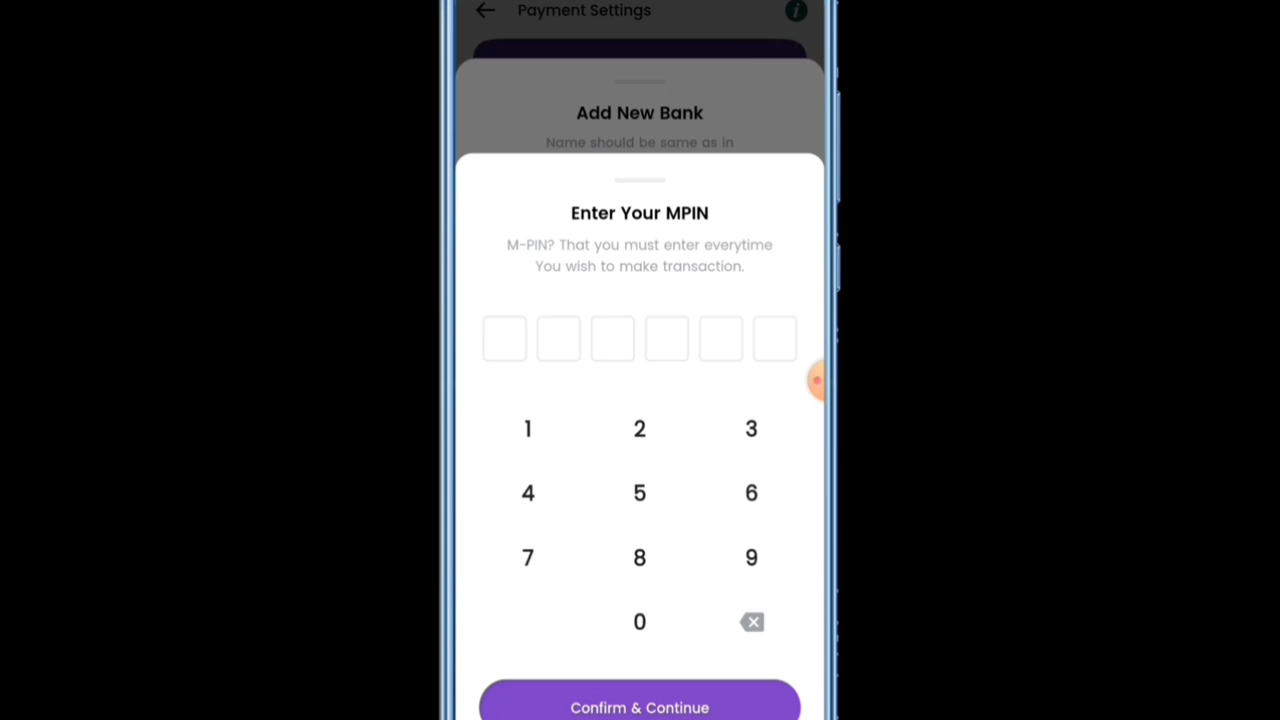 Payment Settings
i
Add New Bank
Name should be same as in
Enter Your MPIN
M-PIN? That you must enter everytime
You wish to make transaction.
1 2 3
4 5 6
7 8 9
0
Confirm & Continue